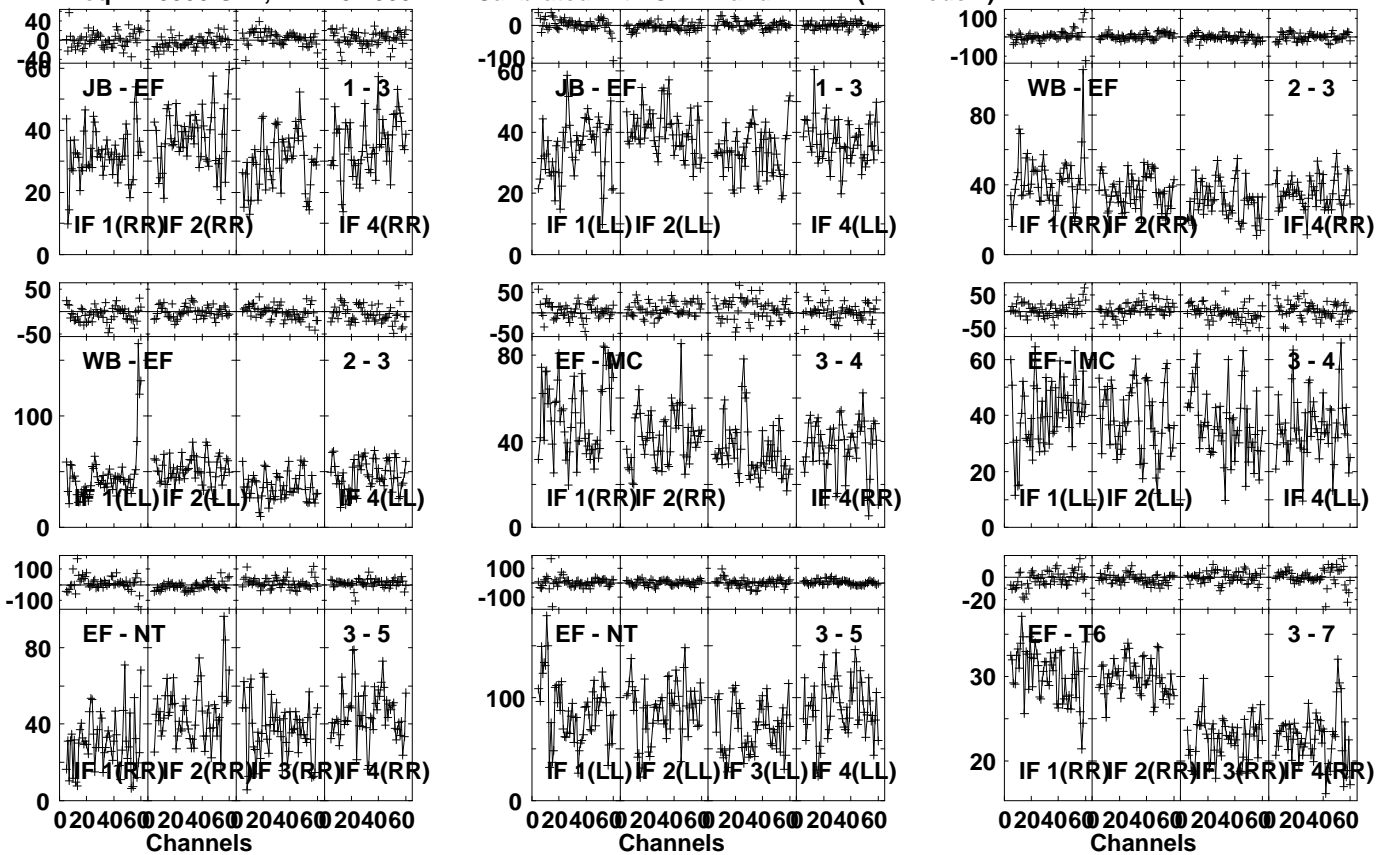 40 0 -40 0 -100 100 0 -100
60 40 20 0 JB - EF 1 - 3 IF 1(RR) IF 2(RR) IF 4(RR)
60 40 20 0 JB - EF 1 - 3 IF 1(LL) IF 2(LL) IF 4(LL)
80 40 0 WB - EF 2 - 3 IF 1(RR) IF 2(RR) IF 4(RR)
50 -50 50 -50 50 -50
100 0 WB - EF 2 - 3 IF 1(LL) IF 2(LL) IF 4(LL)
80 40 0 EF - MC 3 - 4 IF 1(RR) IF 2(RR) IF 4(RR)
60 40 20 0 EF - MC 3 - 4 IF 1(LL) IF 2(LL) IF 4(LL)
100 -100 100 -100 0 -20
80 40 0 EF - NT 3 - 5 IF 1(RR) IF 2(RR) IF 3(RR) IF 4(RR)
100 0 EF - NT 3 - 5 IF 1(LL) IF 2(LL) IF 3(LL) IF 4(LL)
30 20 EF - T6 3 - 7 IF 1(RR) IF 2(RR) IF 3(RR) IF 4(RR)
0 20 40 60 0 20 40 60 0 20 40 60 0 20 40 60
0 20 40 60 0 20 40 60 0 20 40 60 0 20 40 60
0 20 40 60 0 20 40 60 0 20 40 60 0 20 40 60
Channels Channels Channels